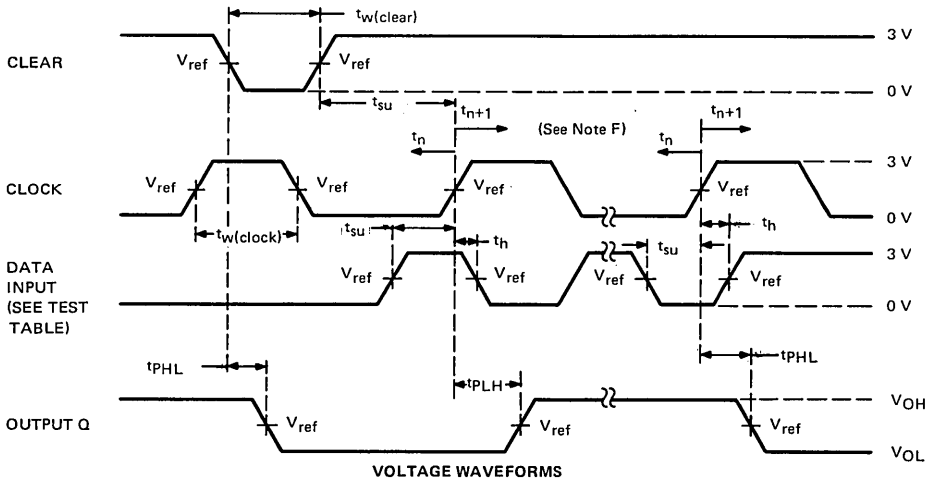 tw(clear)
3 V
CLEAR
Vref
Vref
0 V
tsu
tn+1
(See Note F)
tn+1
tn
tn
3 V
CLOCK
Vref
Vref
Vref
Vref
0 V
tw(clock)
tsu
th
tsu
th
DATA
INPUT
(SEE TEST
TABLE)
3 V
Vref
Vref
Vref
Vref
0 V
tPHL
tPLH
tPHL
VOH
OUTPUT Q
Vref
Vref
Vref
VOL
VOLTAGE WAVEFORMS